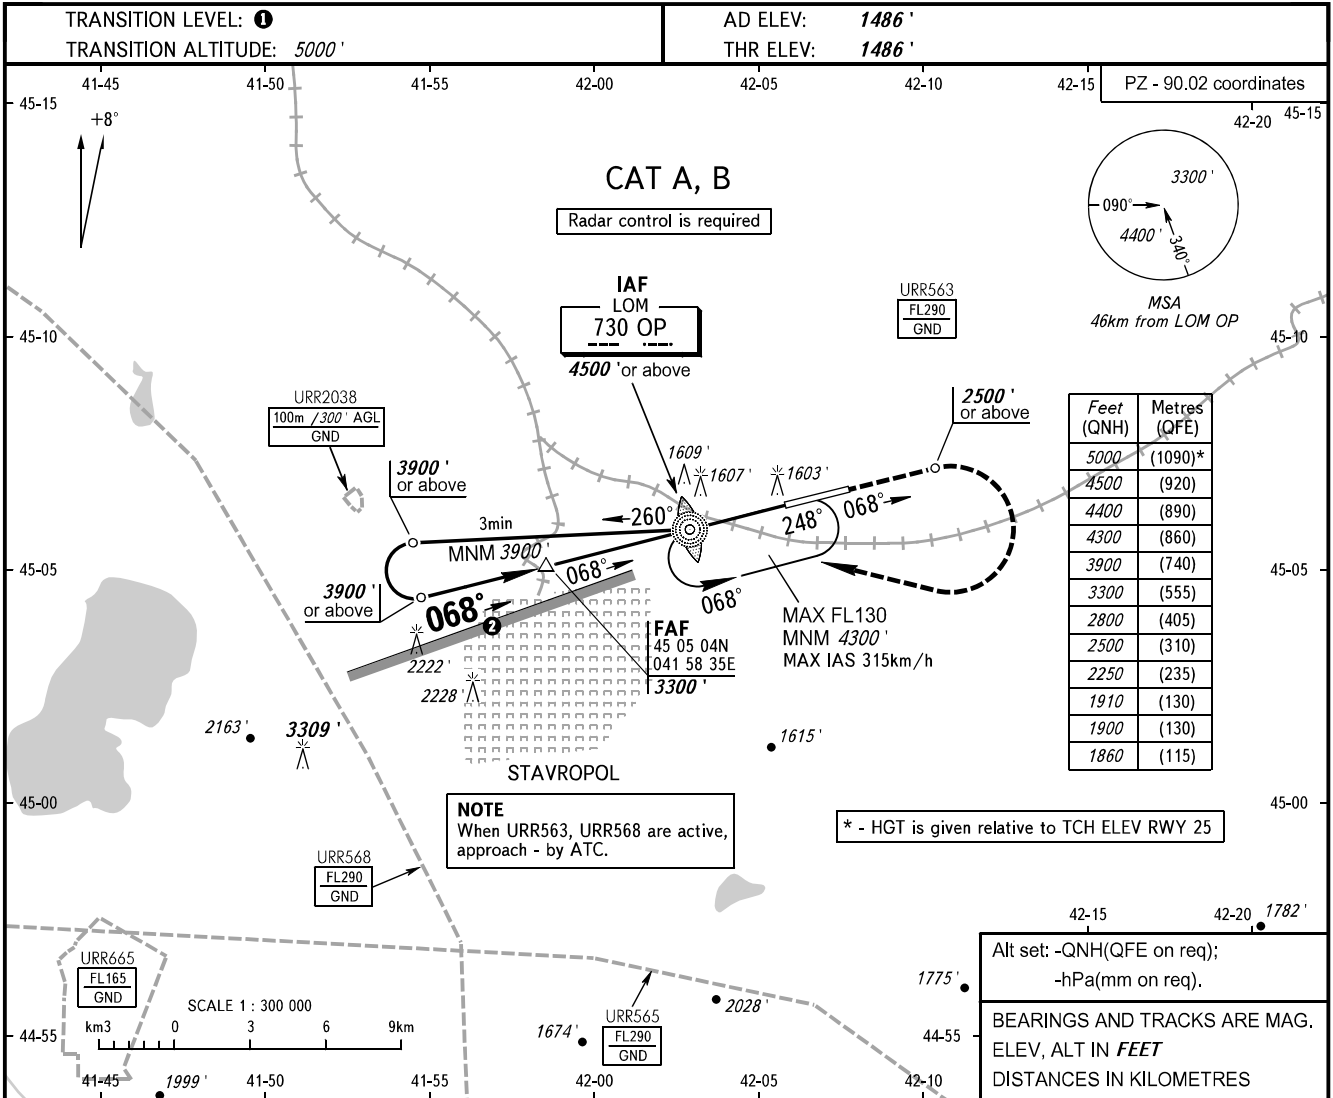 TRANSITION LEVEL: ❶
TRANSITION ALTITUDE: 5000 '
AD ELEV: 1486 '
THR ELEV: 1486 '
41-45 41-50 41-55 42-00 42-05 42-10 42-15
PZ - 90.02 coordinates
45-15
42-20 45-15
+8°
CAT A, B
Radar control is required
3300 '
090°
4400 '
340°
MSA
46km from LOM OP
IAF
LOM
730 OP
4500 ' or above
URR563
FL290
GND
45-10
45-10
URR2038
100m / 300 ' AGL
GND
2500 '
or above
3900 '
or above
1609 '
1607 '
1603 '
Feet (QNH) Metres (QFE)
5000 (1090)*
4500 (920)
4400 (890)
4300 (860)
3900 (740)
3300 (555)
2800 (405)
2500 (310)
2250 (235)
1910 (130)
1900 (130)
1860 (115)
3min
260°
248°
068°
MNM 3900 '
068°
068°
45-05
45-05
3900 '
or above
068°
❷
MAX FL130
MNM 4300 '
MAX IAS 315km/h
FAF
45 05 04N
041 58 35E
3300 '
2222 '
2228 '
2163 '
3309 '
1615 '
STAVROPOL
45-00
45-00
NOTE
When URR563, URR568 are active,
approach - by ATC.
* - HGT is given relative to TCH ELEV RWY 25
URR568
FL290
GND
42-15 42-20 1782 '
URR665
FL165
GND
SCALE 1 : 300 000
km3 0 3 6 9km
1674 '
URR565
FL290
GND
2028 '
1775 '
44-55
44-55
Alt set: -QNH(QFE on req);
-hPa(mm on req).
BEARINGS AND TRACKS ARE MAG.
ELEV, ALT IN FEET
DISTANCES IN KILOMETRES
41-45 1999 ' 41-50 41-55 42-00 42-05 42-10